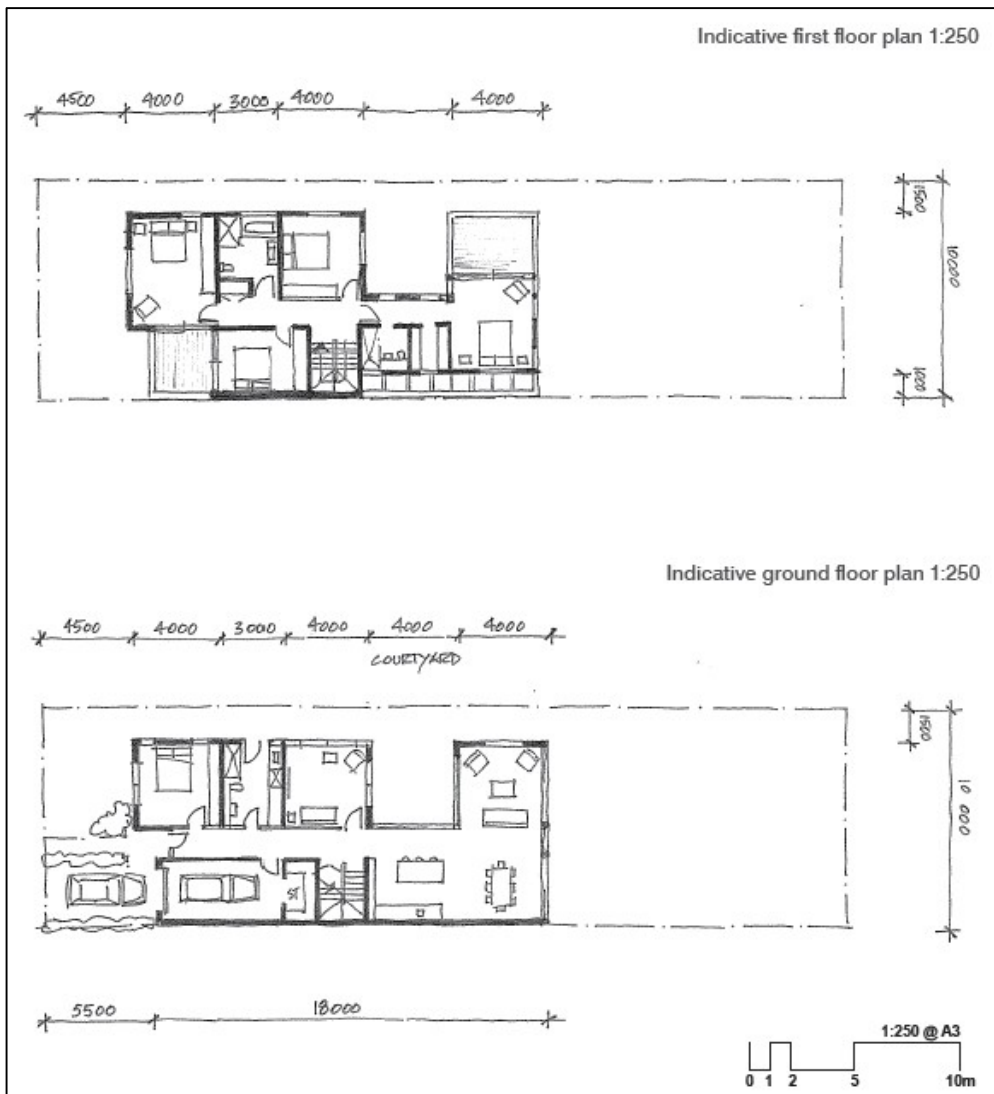 Indicative first floor plan 1:250
4500 4000 3000 4000 4000
1500
10000
1000
Indicative ground floor plan 1:250
4500 4000 3000 4000 4000 4000
COURTYARD
1500
10 000
ST
5500 18000
1:250 @ A3
0 1 2 5 10m